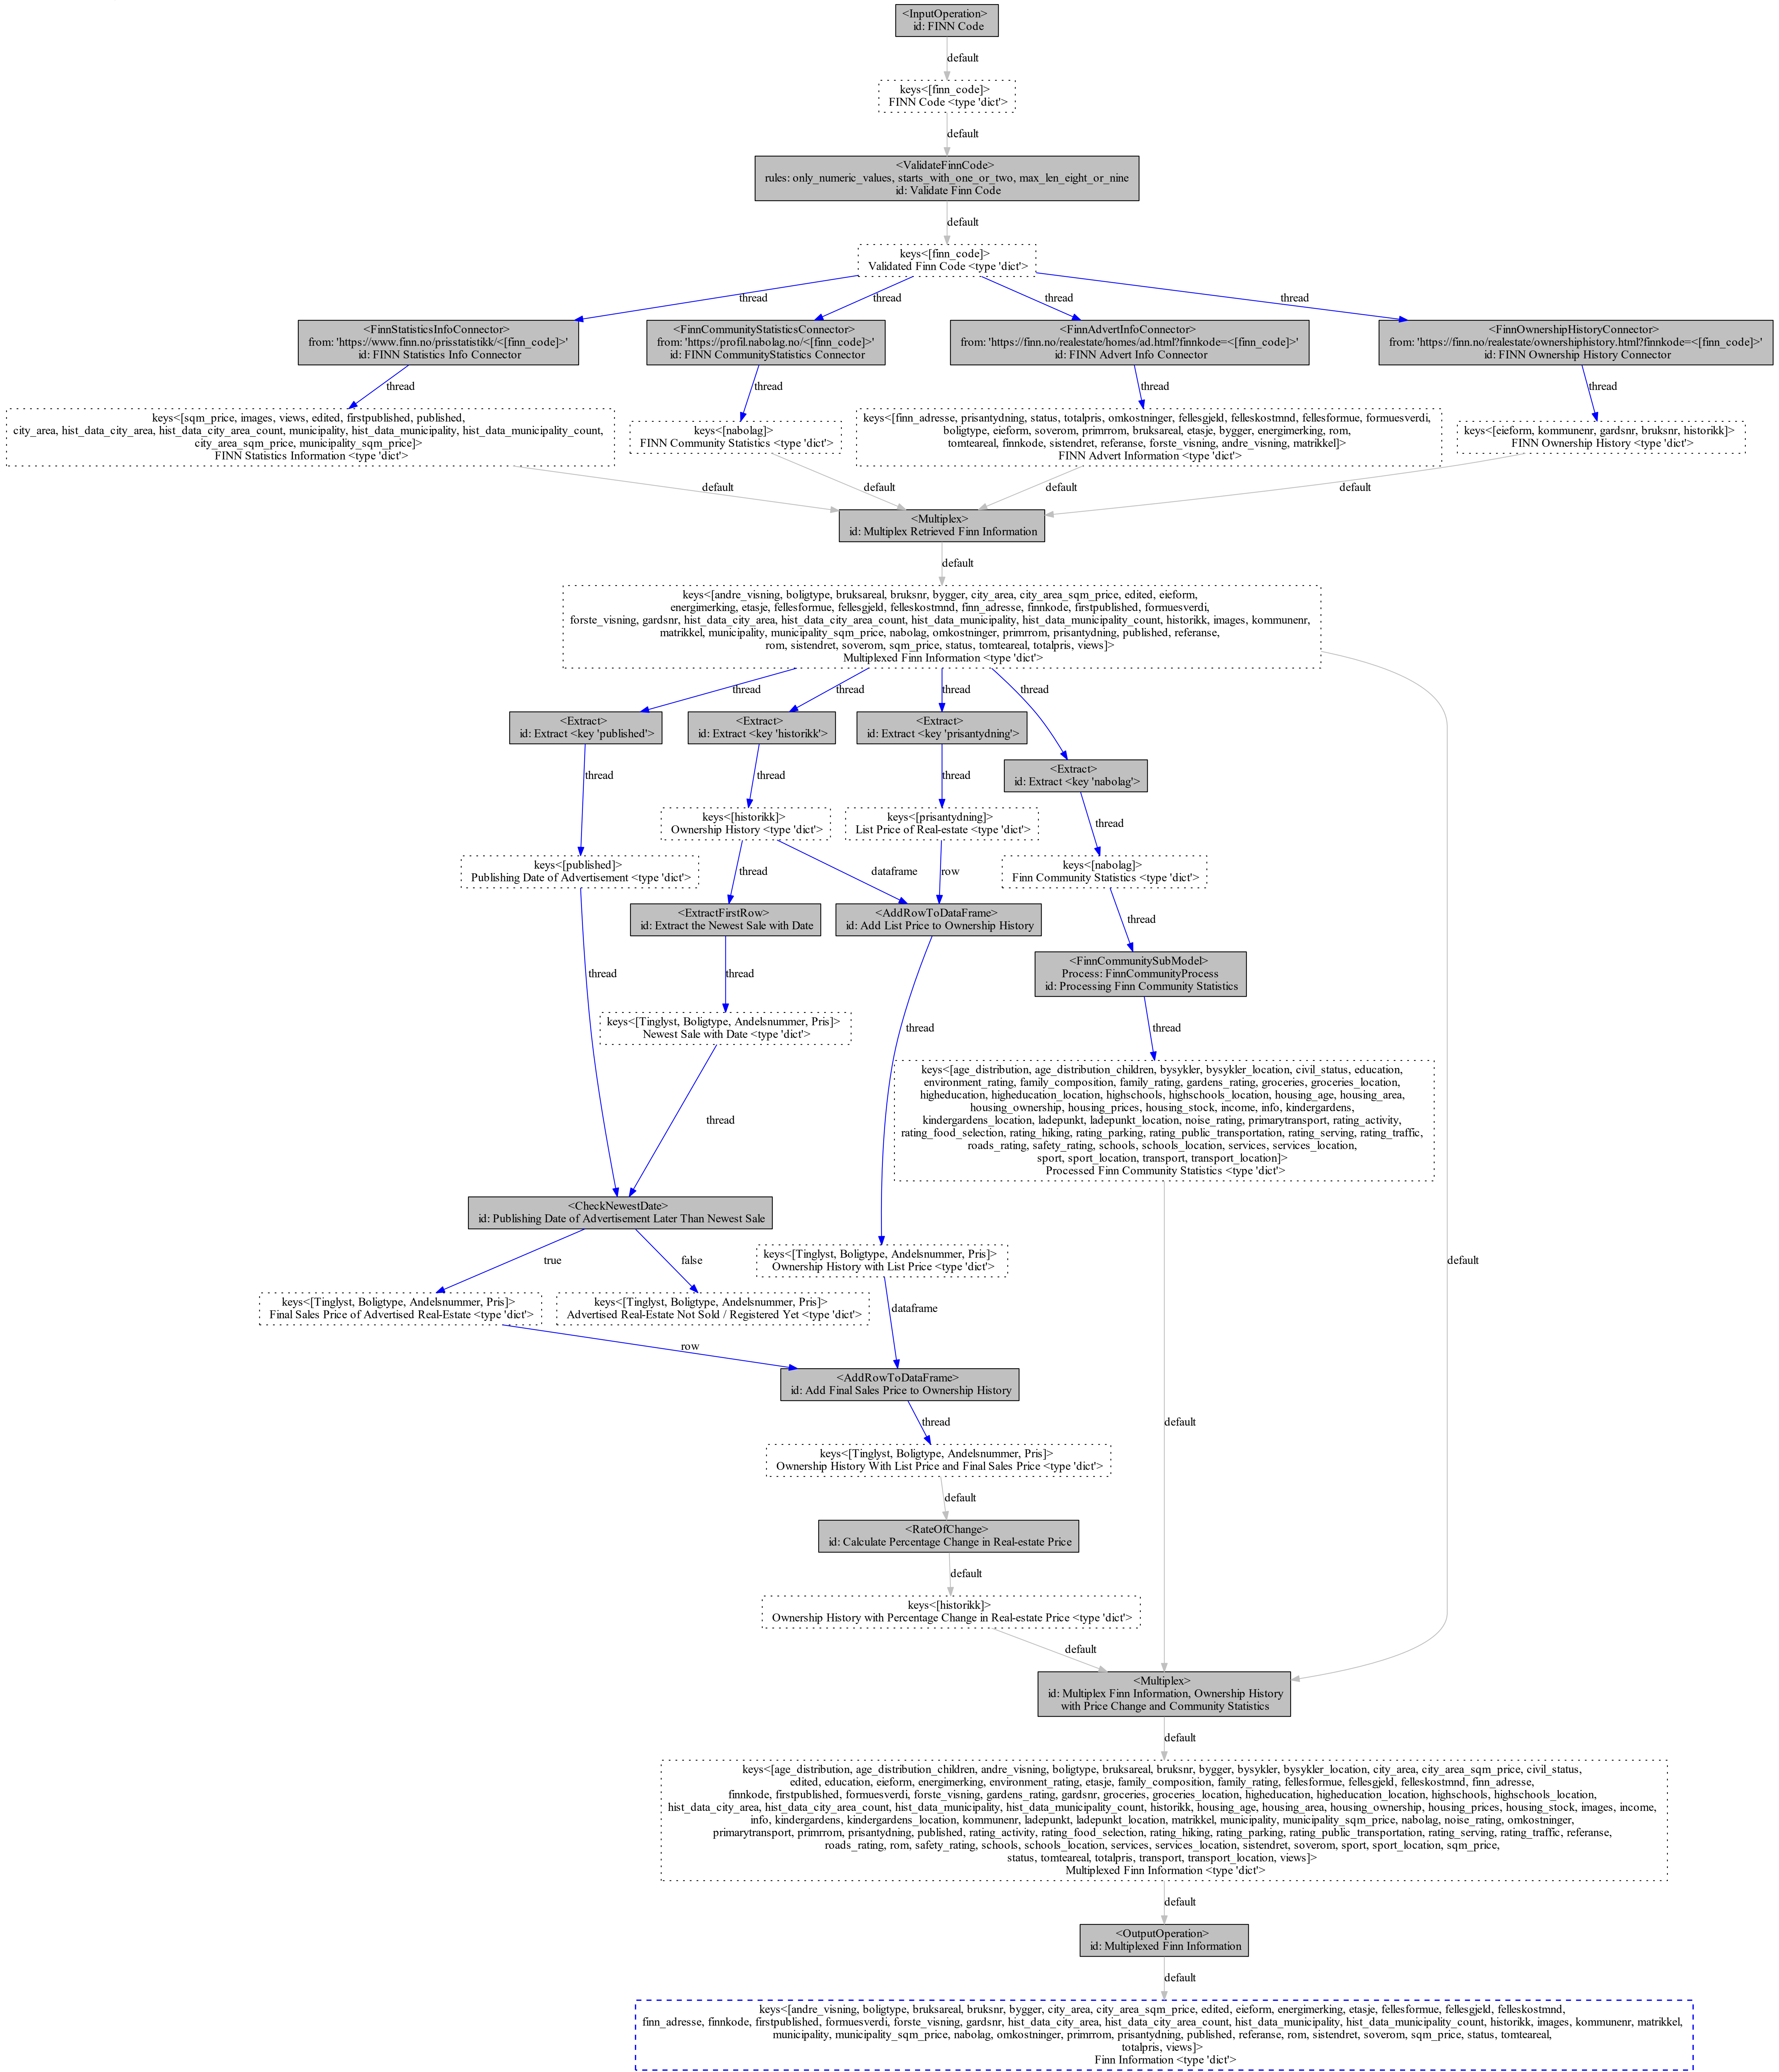 <InputOperation>
id: FINN Code
default
keys<[finn_code]>
FINN Code <type 'dict'>
default
<ValidateFinnCode>
rules: only_numeric_values, starts_with_one_or_two, max_len_eight_or_nine
id: Validate Finn Code
default
keys<[finn_code]>
Validated Finn Code <type 'dict'>
thread
thread
thread
thread
<FinnStatisticsInfoConnector>
from: 'https://www.finn.no/prisstatikk/<[finn_code]>'
id: FINN Statistics Info Connector
<FinnCommunityStatisticsConnector>
from: 'https://profil.nabolag.no/<[finn_code]>'
id: FINN CommunityStatistics Connector
<FinnAdvertInfoConnector>
from: 'https://finn.no/realestate/homes/ad.html?finnkode=<[finn_code]>'
id: FINN Advert Info Connector
<FinnOwnershipHistoryConnector>
from: 'https://finn.no/realestate/ownershiphistory.html?finnkode=<[finn_code]>'
id: FINN Ownership History Connector
thread
thread
thread
thread
keys<[sqm_price, images, views, edited, firstpublished, published,
city_area, hist_data_city_area, hist_data_city_area_count, municipality, hist_data_municipality, hist_data_municipality_count,
city_area_sqm_price, municipality_sqm_price]>
FINN Statistics Information <type 'dict'>
keys<[nabolag]>
FINN Community Statistics <type 'dict'>
keys<[finn_adresse, prisantydning, status, totalpris, omkostninger, fellesgjeld, felleskostmnd, fellesformue, formuesverdi,
boligtype, eieform, soverom, primrrom, bruksareal, etasje, bygger, energimerking, rom,
tomteareal, finnkode, sistendret, referanse, forste_visning, andre_visning, matrikkel]>
FINN Advert Information <type 'dict'>
keys<[eieform, kommunenr, gardsnr, bruksnr, historikk]>
FINN Ownership History <type 'dict'>
default
default
default
default
<Multiplex>
id: Multiplex Retrieved Finn Information
default
keys<[andre_visning, boligtype, bruksareal, bruksnr, bygger, city_area, city_area_sqm_price, edited, eieform,
energimerking, etasje, fellesformue, fellesgjeld, felleskostmnd, finn_adresse, finnkode, firstpublished, formuesverdi,
forste_visning, gardsnr, hist_data_city_area, hist_data_city_area_count, hist_data_municipality, hist_data_municipality_count, historikk, images, kommunenr,
matrikkel, municipality, municipality_sqm_price, nabolag, omkostninger, primrrom, prisantydning, published, referanse,
rom, sistendret, soverom, sqm_price, status, tomteareal, totalpris, views]>
Multiplexed Finn Information <type 'dict'>
thread
thread
thread
thread
<Extract>
id: Extract <key 'published'>
<Extract>
id: Extract <key 'historikk'>
<Extract>
id: Extract <key 'prisantydning'>
<Extract>
id: Extract <key 'nabolag'>
thread
thread
thread
thread
keys<[historikk]>
Ownership History <type 'dict'>
keys<[prisantydning]>
List Price of Real-estate <type 'dict'>
keys<[published]>
Publishing Date of Advertisement <type 'dict'>
keys<[nabolag]>
Finn Community Statistics <type 'dict'>
thread
dataframe
row
thread
<ExtractFirstRow>
id: Extract the Newest Sale with Date
<AddRowToDataFrame>
id: Add List Price to Ownership History
<FinnCommunitySubModel>
Process: FinnCommunityProcess
id: Processing Finn Community Statistics
thread
thread
thread
thread
keys<[Tinglyst, Boligtype, Andelsnummer, Pris]>
Newest Sale with Date <type 'dict'>
keys<[age_distribution, age_distribution_children, bysykler, bysykler_location, civil_status, education,
environment_rating, family_composition, family_rating, gardens_rating, groceries, groceries_location,
higheducation, higheducation_location, highschools, highschools_location, housing_age, housing_area,
housing_ownership, housing_prices, housing_stock, income, info, kindergardens,
kindergardens_location, ladepunkt, ladepunkt_location, noise_rating, primarytransport, rating_activity,
rating_food_selection, rating_hiking, rating_parking, rating_public_transportation, rating_serving, rating_traffic,
roads_rating, safety_rating, schools, schools_location, services, services_location,
sport, sport_location, transport, transport_location]>
Processed Finn Community Statistics <type 'dict'>
thread
<CheckNewestDate>
id: Publishing Date of Advertisement Later Than Newest Sale
true
false
default
keys<[Tinglyst, Boligtype, Andelsnummer, Pris]>
Ownership History with List Price <type 'dict'>
keys<[Tinglyst, Boligtype, Andelsnummer, Pris]>
Final Sales Price of Advertised Real-Estate <type 'dict'>
keys<[Tinglyst, Boligtype, Andelsnummer, Pris]>
Advertised Real-Estate Not Sold / Registered Yet <type 'dict'>
dataframe
row
<AddRowToDataFrame>
id: Add Final Sales Price to Ownership History
thread
default
keys<[Tinglyst, Boligtype, Andelsnummer, Pris]>
Ownership History With List Price and Final Sales Price <type 'dict'>
default
<RateOfChange>
id: Calculate Percentage Change in Real-estate Price
default
keys<[historikk]>
Ownership History with Percentage Change in Real-estate Price <type 'dict'>
default
<Multiplex>
id: Multiplex Finn Information, Ownership History
with Price Change and Community Statistics
default
keys<[age_distribution, age_distribution_children, andre_visning, boligtype, bruksareal, bruksnr, bygger, bysykler, bysykler_location, city_area, city_area_sqm_price, civil_status,
edited, education, eieform, energimerking, environment_rating, etasje, family_composition, family_rating, fellesformue, fellesgjeld, felleskostmnd, finn_adresse,
finnkode, firstpublished, formuesverdi, forste_visning, gardens_rating, gardsnr, groceries, groceries_location, higheducation, higheducation_location, highschools, highschools_location,
hist_data_city_area, hist_data_city_area_count, hist_data_municipality, hist_data_municipality_count, historikk, housing_age, housing_area, housing_ownership, housing_prices, housing_stock, images, income,
info, kindergardens, kindergardens_location, kommunenr, ladepunkt, ladepunkt_location, matrikkel, municipality, municipality_sqm_price, nabolag, noise_rating, omkostninger,
primarytransport, primrrom, prisantydning, published, rating_activity, rating_food_selection, rating_hiking, rating_parking, rating_public_transportation, rating_serving, rating_traffic, referanse,
roads_rating, rom, safety_rating, schools, schools_location, services, services_location, sistendret, soverom, sport, sport_location, sqm_price,
status, tomteareal, totalpris, transport, transport_location, views]>
Multiplexed Finn Information <type 'dict'>
default
<OutputOperation>
id: Multiplexed Finn Information
default
keys<[andre_visning, boligtype, bruksareal, bruksnr, bygger, city_area, city_area_sqm_price, edited, eieform, energimerking, etasje, fellesformue, fellesgjeld, felleskostmnd,
finn_adresse, finnkode, firstpublished, formuesverdi, forste_visning, gardsnr, hist_data_city_area, hist_data_city_area_count, hist_data_municipality, hist_data_municipality_count, historikk, images, kommunenr, matrikkel,
municipality, municipality_sqm_price, nabolag, omkostninger, primrrom, prisantydning, published, referanse, rom, sistendret, soverom, sqm_price, status, tomteareal,
totalpris, views]>
Finn Information <type 'dict'>